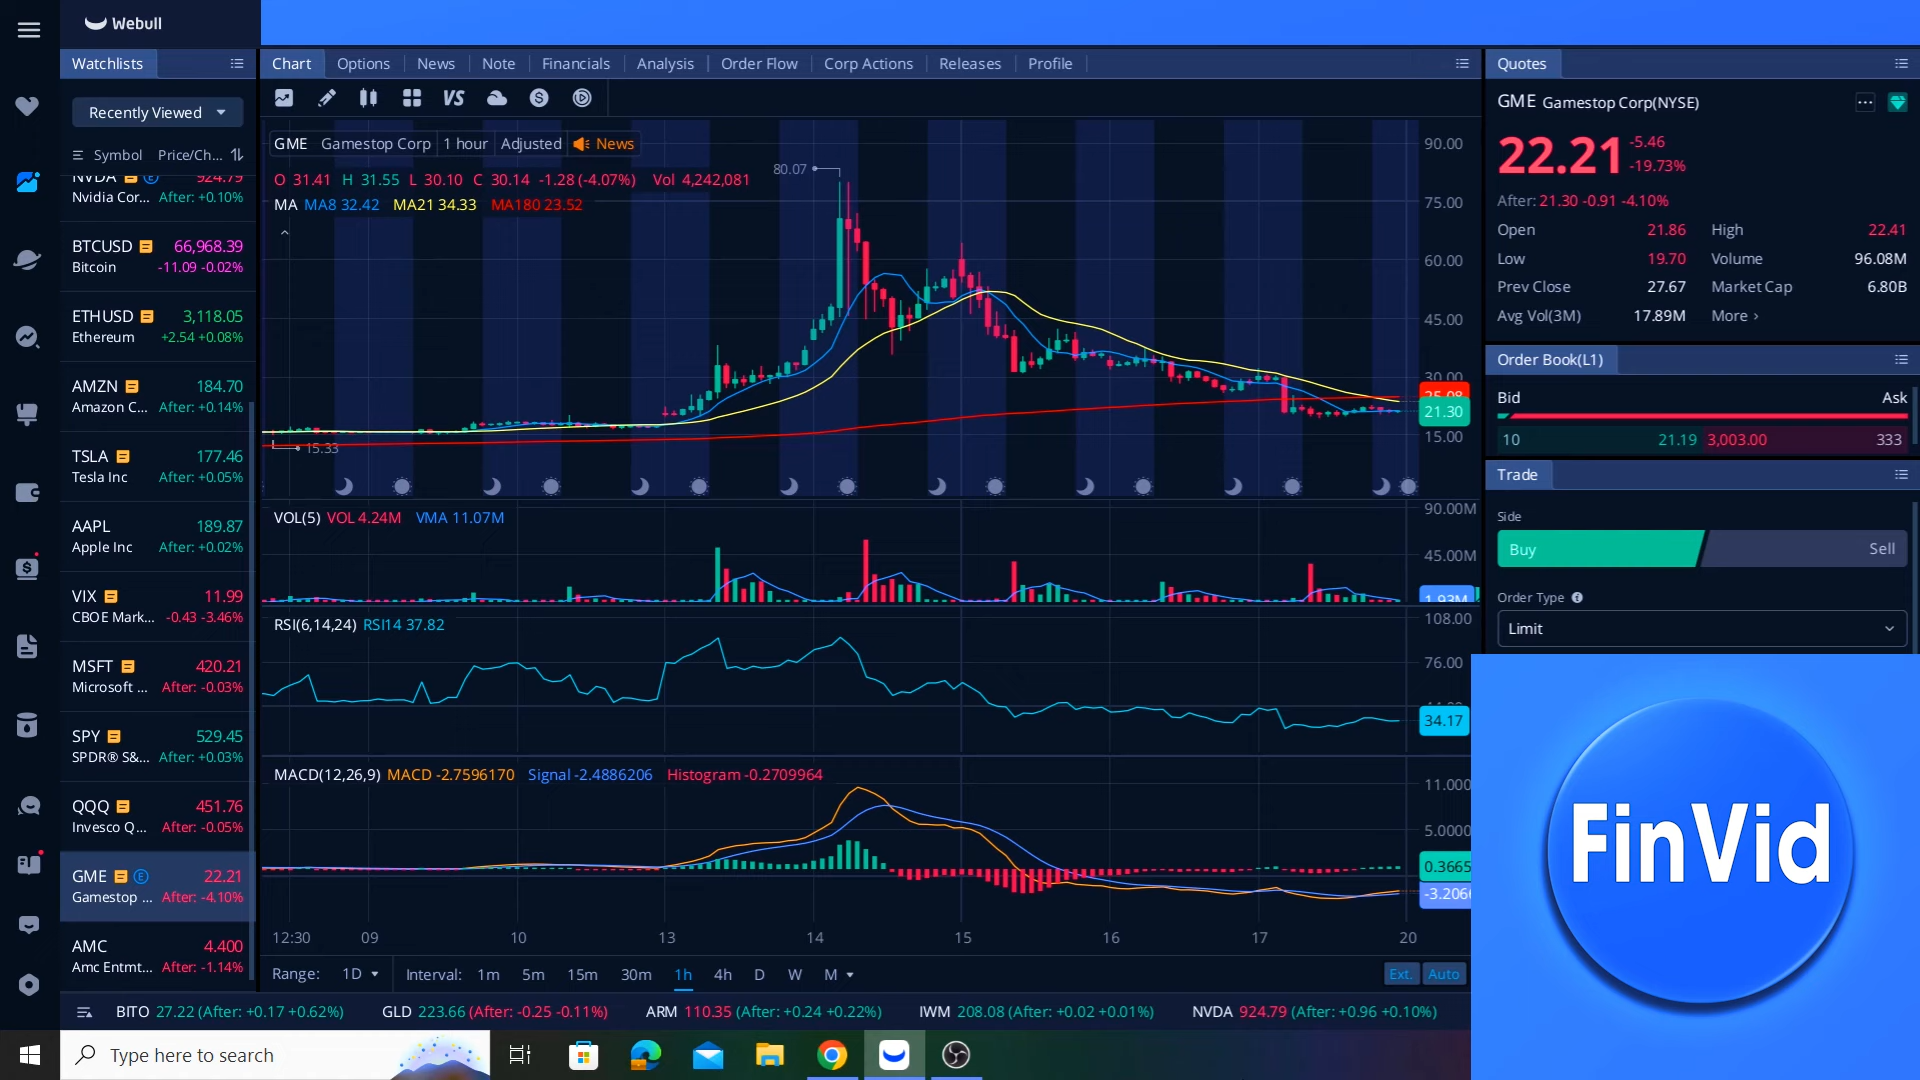 Webull
Watchlists
Recently Viewed
Symbol Price/Ch...
NVDA 924.79
Nvidia Cor... After: +0.10%
BTCUSD 66,968.39
Bitcoin -11.09 -0.02%
ETHUSD 3,118.05
Ethereum +2.54 +0.08%
AMZN 184.70
Amazon C... After: +0.14%
TSLA 177.46
Tesla Inc After: +0.05%
AAPL 189.87
Apple Inc After: +0.02%
VIX 11.99
CBOE Mark... -0.43 -3.46%
MSFT 420.21
Microsoft ... After: -0.03%
SPY 529.45
SPDR® S&... After: +0.03%
QQQ 451.76
Invesco Q... After: -0.05%
GME E 22.21
Gamestop ... After: -4.10%
AMC 4.400
Amc Entmt... After: -1.14%
Chart Options News Note Financials Analysis Order Flow Corp Actions Releases Profile
VS
GME Gamestop Corp 1 hour Adjusted News
O 31.41 H 31.55 L 30.10 C 30.14 -1.28 (-4.07%) Vol 4,242,081
MA MA8 32.42 MA21 34.33 MA180 23.52
80.07
15.33
90.00
75.00
60.00
45.00
30.00
25.08
21.30
15.00
VOL(5) VOL 4.24M VMA 11.07M
90.00M
45.00M
1.93M
RSI(6,14,24) RSI14 37.82
108.00
76.00
34.17
MACD(12,26,9) MACD -2.7596170 Signal -2.4886206 Histogram -0.2709964
11.000
5.0000
0.3665
-3.2066
12:30 09 10 13 14 15 16 17 20
Range: 1D Interval: 1m 5m 15m 30m 1h 4h D W M Ext. Auto
Quotes
GME Gamestop Corp(NYSE)
22.21 -5.46
-19.73%
After: 21.30 -0.91 -4.10%
Open 21.86 High 22.41
Low 19.70 Volume 96.08M
Prev Close 27.67 Market Cap 6.80B
Avg Vol(3M) 17.89M More ›
Order Book(L1)
Bid Ask
10 21.19 3,003.00 333
Trade
Side
Buy Sell
Order Type
Limit
FinVid
BITO 27.22 (After: +0.17 +0.62%) GLD 223.66 (After: -0.25 -0.11%) ARM 110.35 (After: +0.24 +0.22%) IWM 208.08 (After: +0.02 +0.01%) NVDA 924.79 (After: +0.96 +0.10%)
Type here to search